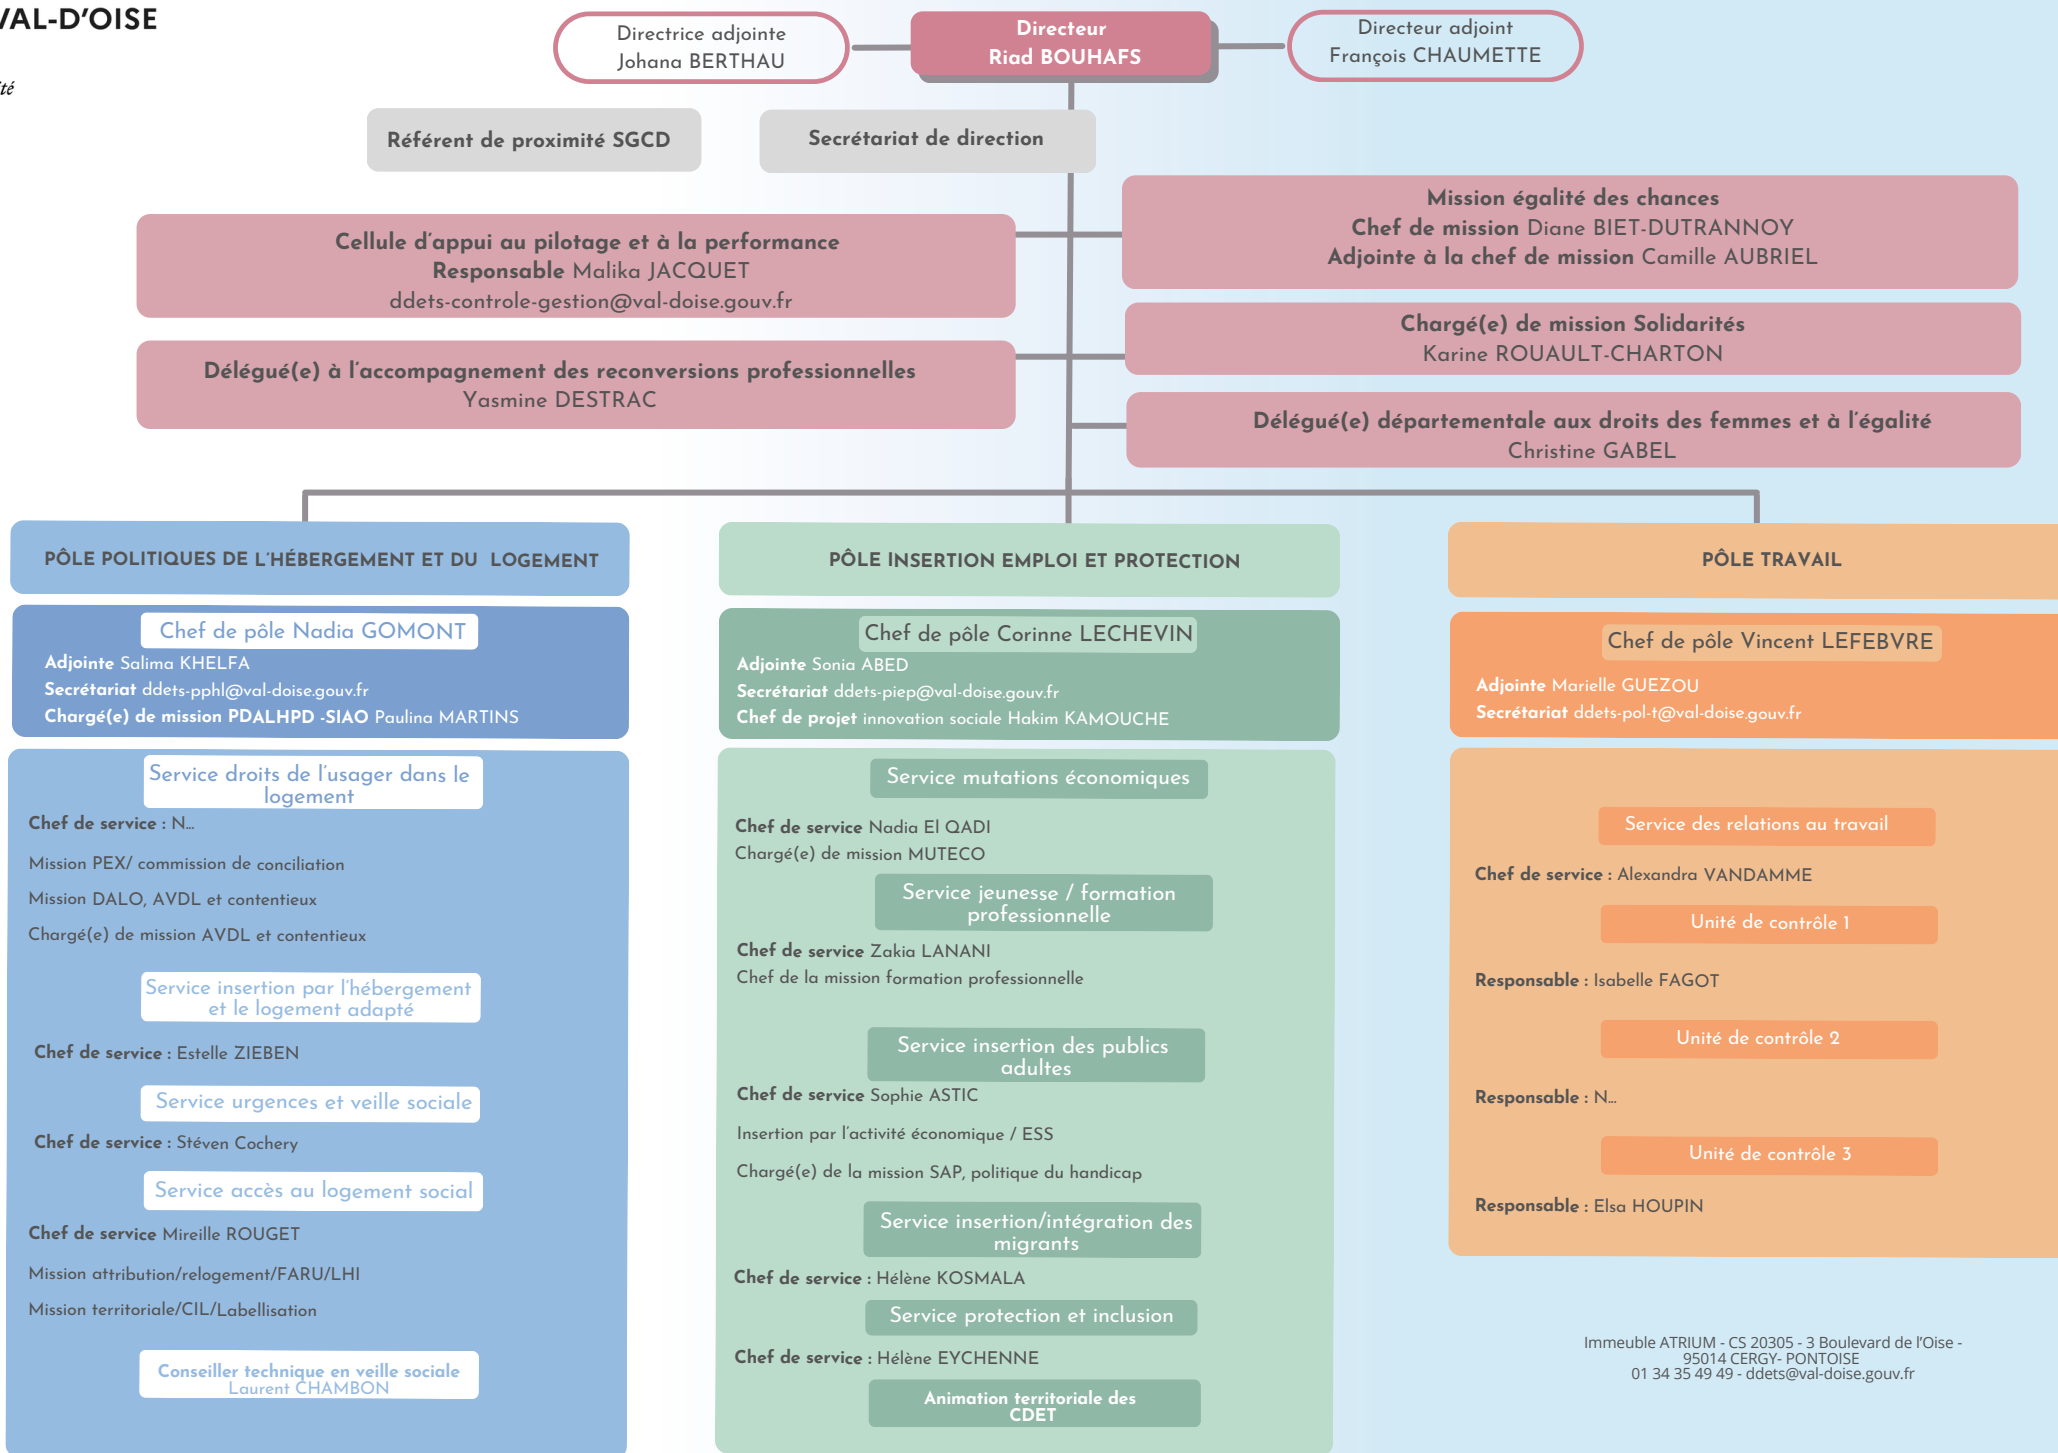 VAL-D'OISE
té
Directrice adjointe
Johana BERTHAU
Directeur
Riad BOUHAFS
Directeur adjoint
François CHAUMETTE
Référent de proximité SGCD
Secrétariat de direction
Cellule d'appui au pilotage et à la performance
Responsable Malika JACQUET
ddets-controle-gestion@val-doise.gouv.fr
Mission égalité des chances
Chef de mission Diane BIET-DUTRANNOY
Adjointe à la chef de mission Camille AUBRIEL
Chargé(e) de mission Solidarités
Karine ROUAULT-CHARTON
Délégué(e) à l'accompagnement des reconversions professionnelles
Yasmine DESTRAC
Délégué(e) départementale aux droits des femmes et à l'égalité
Christine GABEL
PÔLE POLITIQUES DE L'HÉBERGEMENT ET DU LOGEMENT
Chef de pôle Nadia GOMONT
Adjointe Salima KHELFA
Secrétariat ddets-pphl@val-doise.gouv.fr
Chargé(e) de mission PDALHPD -SIAO Paulina MARTINS
Service droits de l'usager dans le
logement
Chef de service : N...
Mission PEX/ commission de conciliation
Mission DALO, AVDL et contentieux
Chargé(e) de mission AVDL et contentieux
Service insertion par l'hébergement
et le logement adapté
Chef de service : Estelle ZIEBEN
Service urgences et veille sociale
Chef de service : Stéven Cochery
Service accès au logement social
Chef de service Mireille ROUGET
Mission attribution/relogement/FARU/LHI
Mission territoriale/CIL/Labellisation
Conseiller technique en veille sociale
Laurent CHAMBON
PÔLE INSERTION EMPLOI ET PROTECTION
Chef de pôle Corinne LECHEVIN
Adjointe Sonia ABED
Secrétariat ddets-piep@val-doise.gouv.fr
Chef de projet innovation sociale Hakim KAMOUCHE
Service mutations économiques
Chef de service Nadia El QADI
Chargé(e) de mission MUTECO
Service jeunesse / formation
professionnelle
Chef de service Zakia LANANI
Chef de la mission formation professionnelle
Service insertion des publics
adultes
Chef de service Sophie ASTIC
Insertion par l'activité économique / ESS
Chargé(e) de la mission SAP, politique du handicap
Service insertion/intégration des
migrants
Chef de service : Hélène KOSMALA
Service protection et inclusion
Chef de service : Hélène EYCHENNE
Animation territoriale des
CDET
PÔLE TRAVAIL
Chef de pôle Vincent LEFEBVRE
Adjointe Marielle GUEZOU
Secrétariat ddets-pol-t@val-doise.gouv.fr
Service des relations au travail
Chef de service : Alexandra VANDAMME
Unité de contrôle 1
Responsable : Isabelle FAGOT
Unité de contrôle 2
Responsable : N...
Unité de contrôle 3
Responsable : Elsa HOUPIN
Immeuble ATRIUM - CS 20305 - 3 Boulevard de l'Oise -
95014 CERGY- PONTOISE
01 34 35 49 49 - ddets@val-doise.gouv.fr